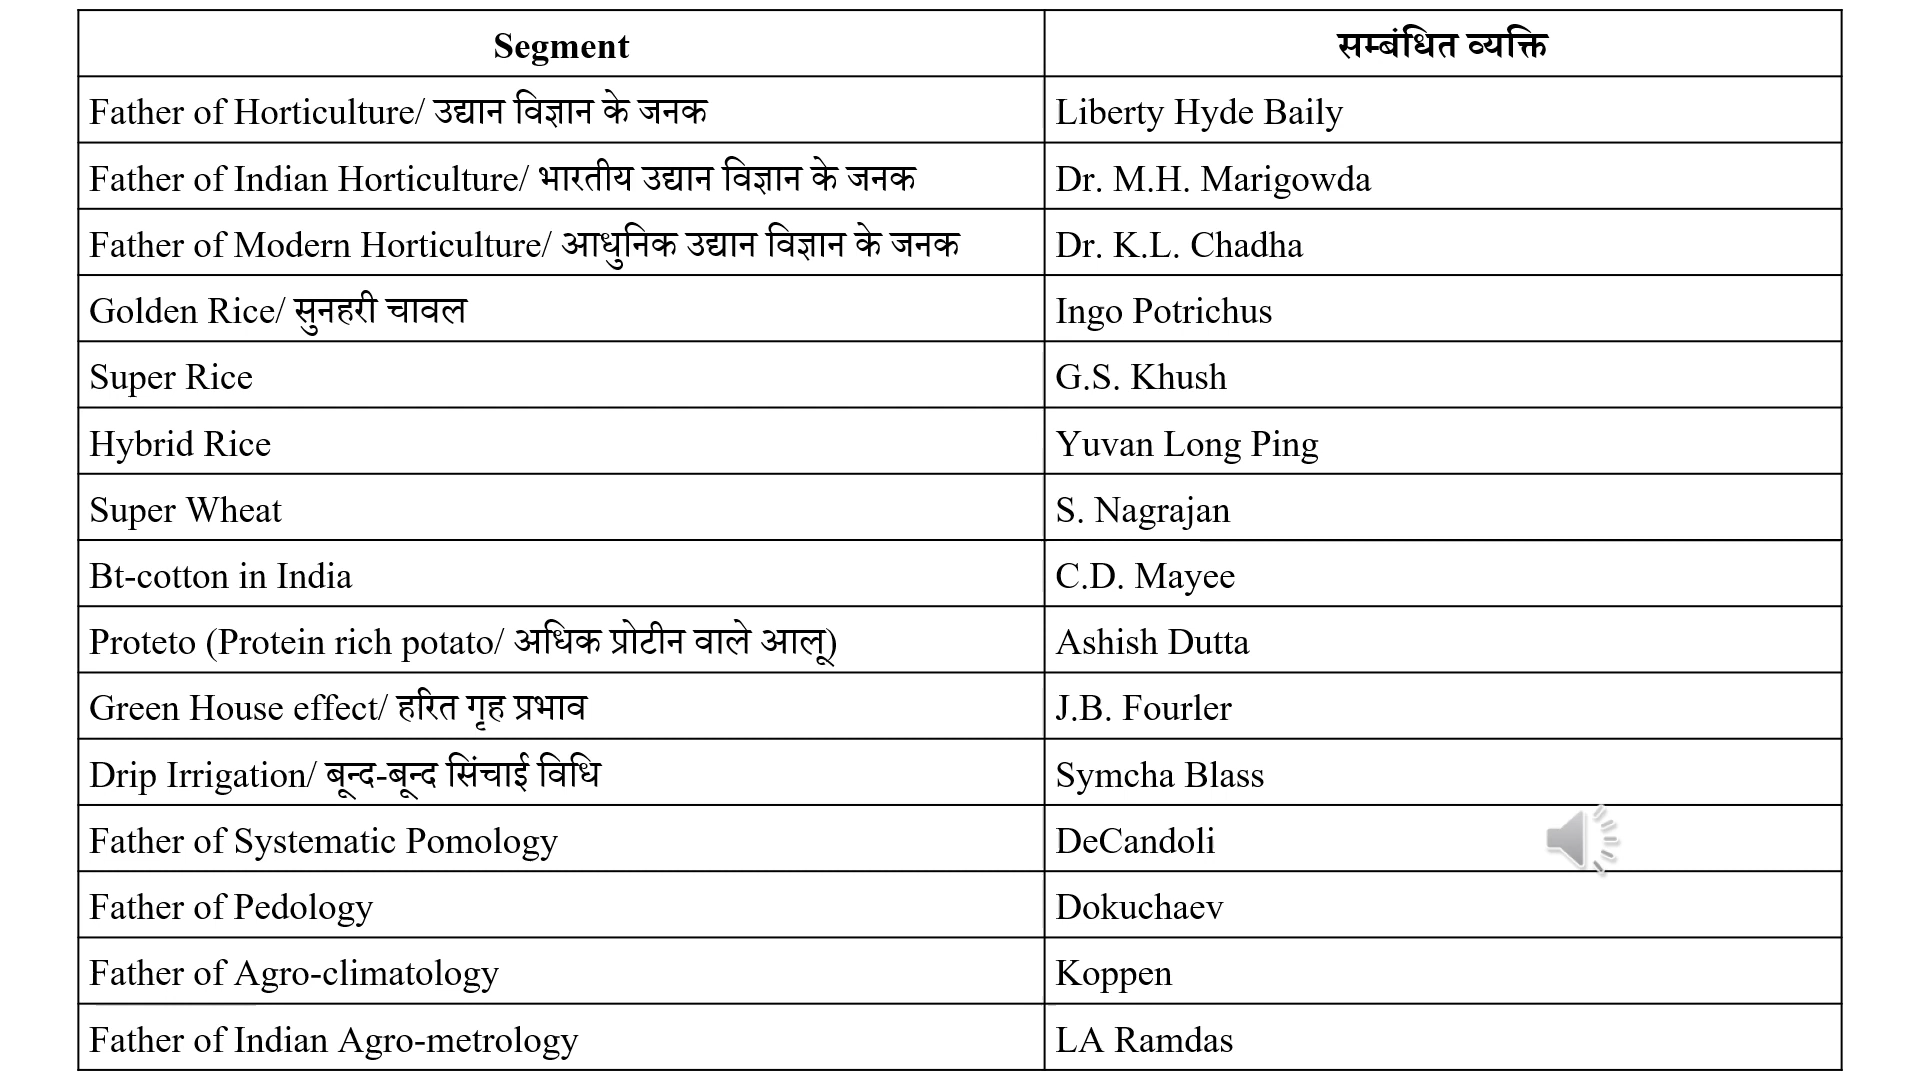 Segment सम्बंधित व्यक्ति
Father of Horticulture/ उद्यान विज्ञान के जनक Liberty Hyde Baily
Father of Indian Horticulture/ भारतीय उद्यान विज्ञान के जनक Dr. M.H. Marigowda
Father of Modern Horticulture/ आधुनिक उद्यान विज्ञान के जनक Dr. K.L. Chadha
Golden Rice/ सुनहरी चावल Ingo Potrichus
Super Rice G.S. Khush
Hybrid Rice Yuvan Long Ping
Super Wheat S. Nagrajan
Bt-cotton in India C.D. Mayee
Proteto (Protein rich potato/ अधिक प्रोटीन वाले आलू) Ashish Dutta
Green House effect/ हरित गृह प्रभाव J.B. Fourler
Drip Irrigation/ बून्द-बून्द सिंचाई विधि Symcha Blass
Father of Systematic Pomology DeCandoli
Father of Pedology Dokuchaev
Father of Agro-climatology Koppen
Father of Indian Agro-metrology LA Ramdas